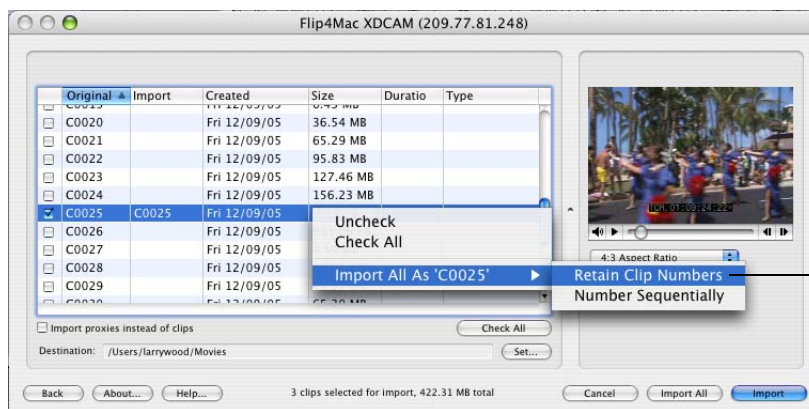 Flip4Mac XDCAM (209.77.81.248)
Original Import Created Size Duratio Type
C0020 Fri 12/09/05 36.54 MB
C0021 Fri 12/09/05 65.29 MB
C0022 Fri 12/09/05 95.83 MB
C0023 Fri 12/09/05 127.46 MB
C0024 Fri 12/09/05 156.23 MB
C0025 C0025 Fri 12/09/05
C0026 Fri 12/09/05
C0027 Fri 12/09/05
C0028 Fri 12/09/05
C0029 Fri 12/09/05
Uncheck
Check All
Import All As 'C0025'
Retain Clip Numbers
Number Sequentially
4:3 Aspect Ratio
Import proxies instead of clips
Check All
Destination: /Users/larrywood/Movies
Set...
Back About... Help... 3 clips selected for import, 422.31 MB total Cancel Import All Import